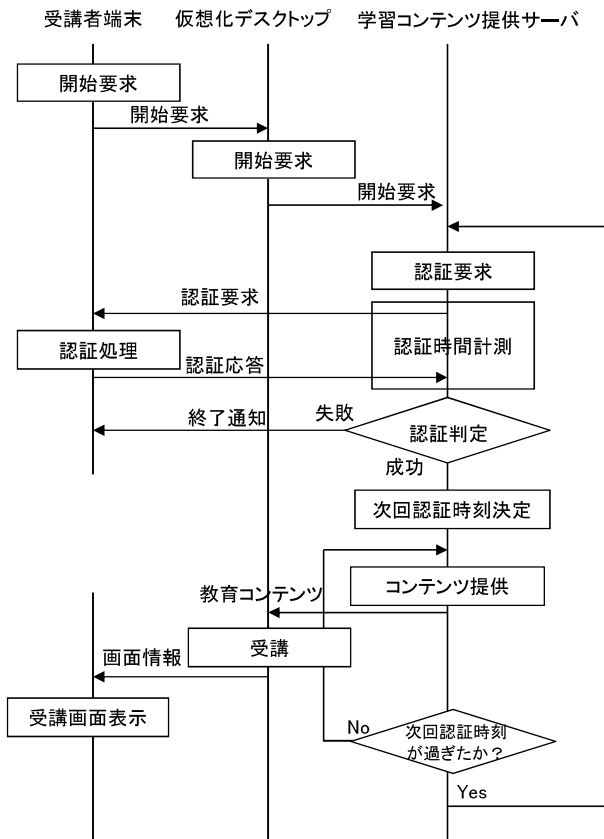 受講者端末
仮想化デスクトップ
学習コンテンツ提供サーバ
開始要求
開始要求
開始要求
開始要求
認証要求
認証要求
認証時間計測
認証処理
認証応答
終了通知
失敗
認証判定
成功
次回認証時刻決定
コンテンツ提供
教育コンテンツ
受講
画面情報
受講画面表示
No
次回認証時刻
が過ぎたか？
Yes